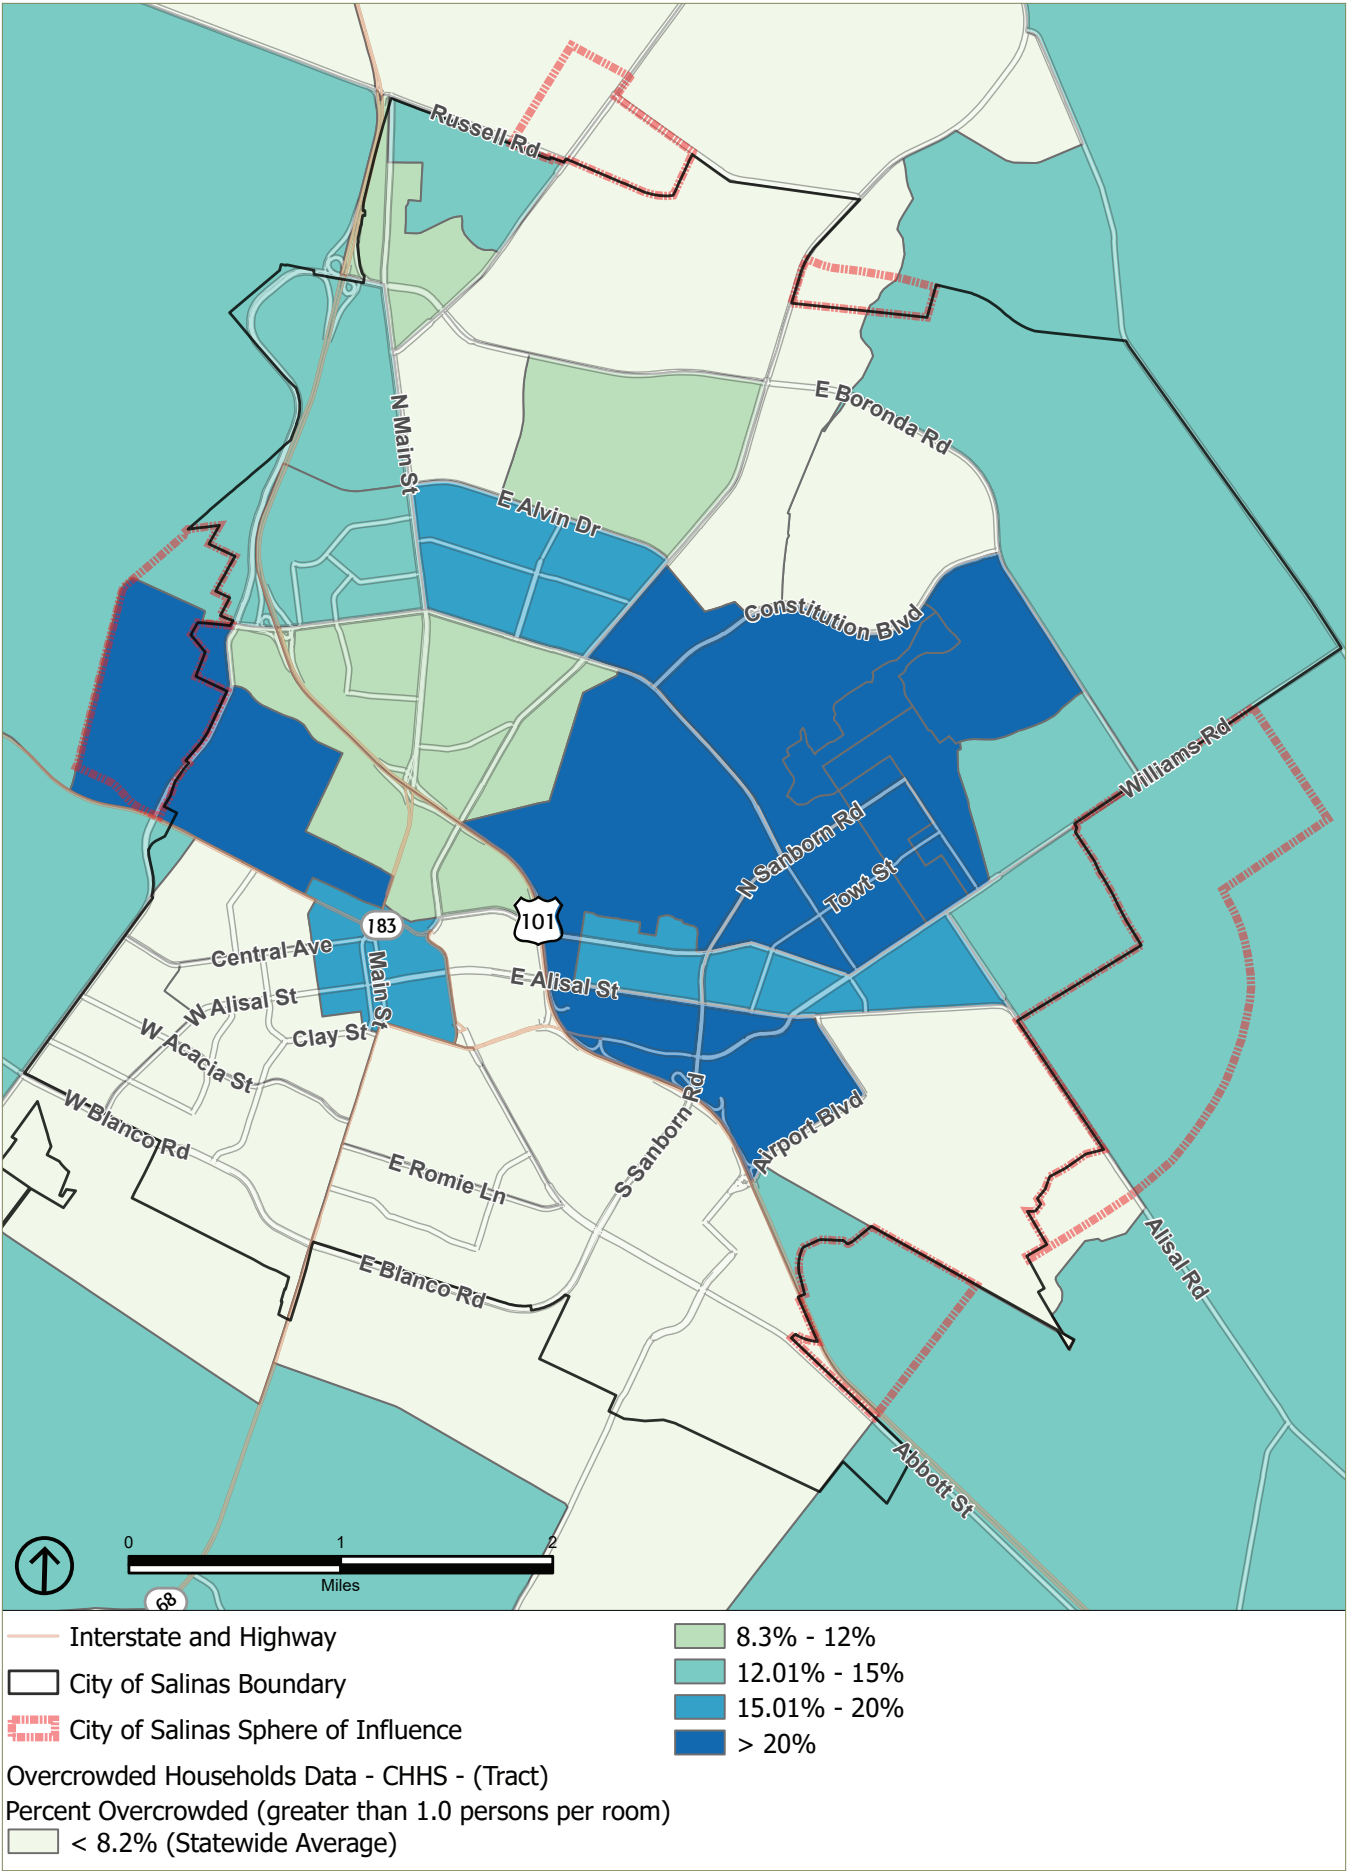 Russell Rd
N Main St
E Boronda Rd
E Alvin Dr
Constitution Blvd
Williams Rd
N Sanborn Rd
Towt St
183
101
Central Ave
Main St
E Alisal St
W Alisal St
Clay St
W Acacia St
W Blanco Rd
Airport Blvd
S Sanborn Rd
E Romie Ln
Alisal Rd
E Blanco Rd
Abbott St
0 1 2
Miles
68
Interstate and Highway
City of Salinas Boundary
City of Salinas Sphere of Influence
Overcrowded Households Data - CHHS - (Tract)
Percent Overcrowded (greater than 1.0 persons per room)
< 8.2% (Statewide Average)
8.3% - 12%
12.01% - 15%
15.01% - 20%
> 20%